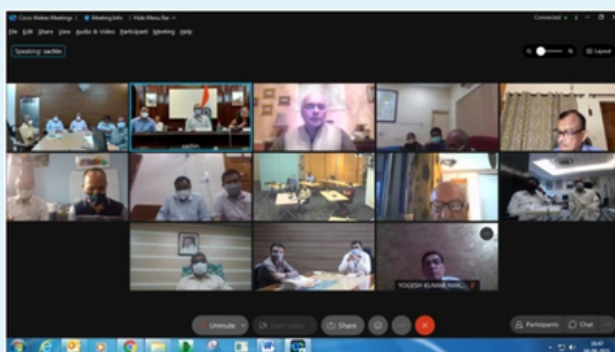 Cisco Webex Meetings | Meeting Info | Hide Menu Bar
Connected
File Edit Share View Audio & Video Participant Meeting Help
Speaking: sachin
Layout
sachin
YOGESH KUMAR
Unmute
Start video
Share
Participants
Chat